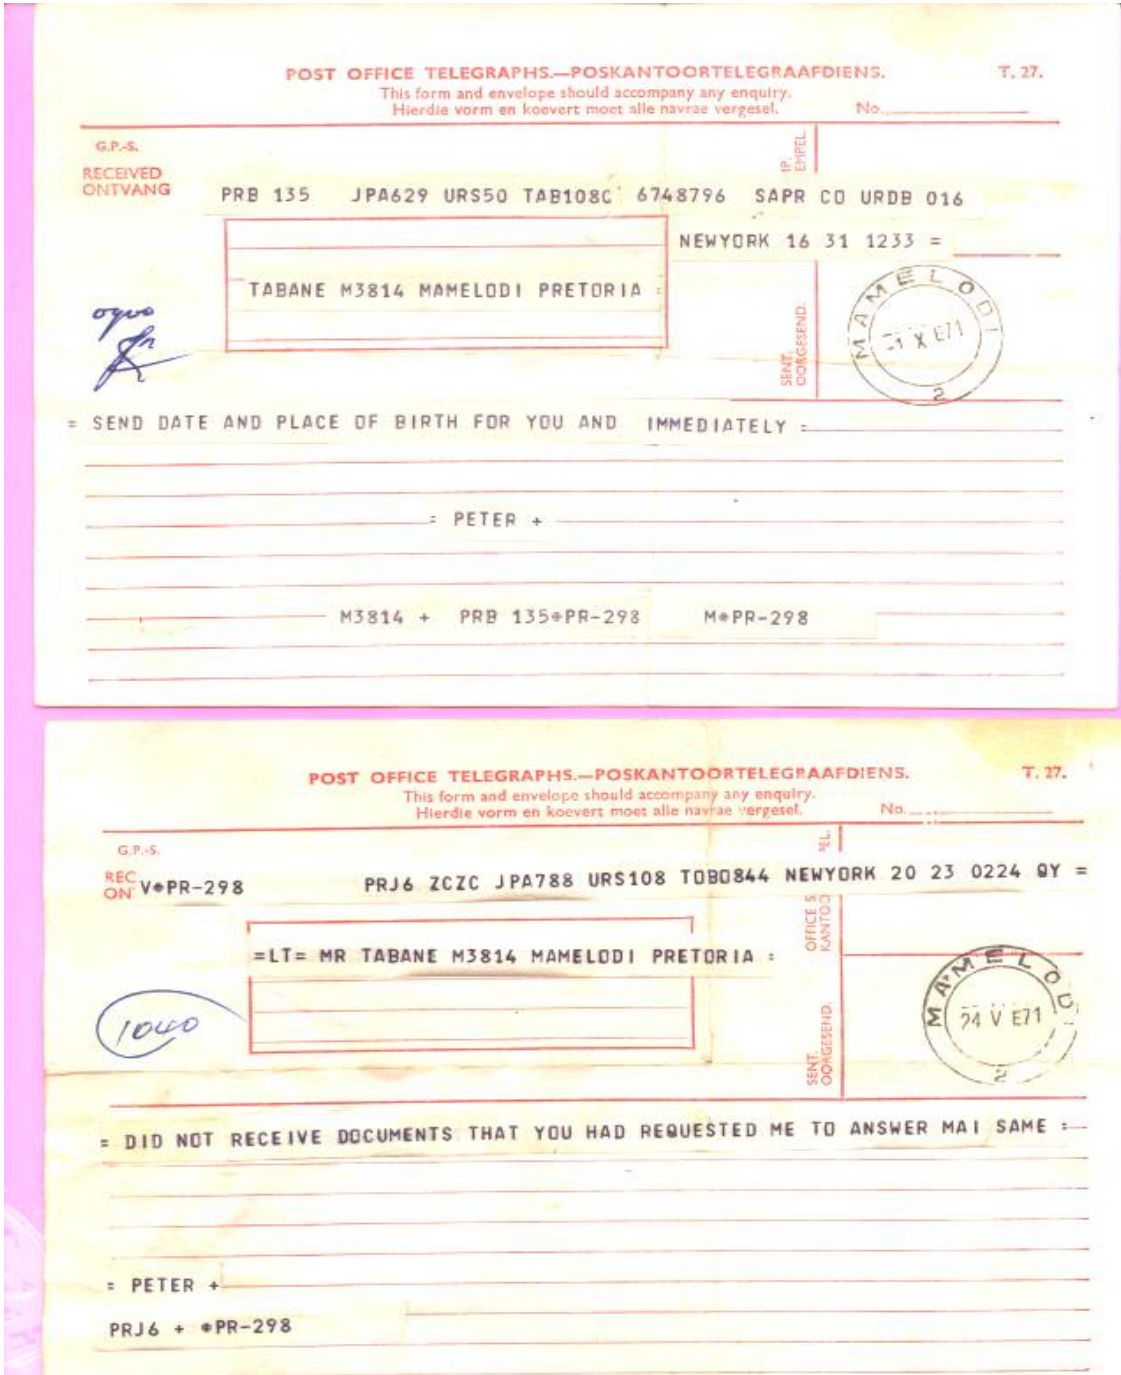 POST OFFICE TELEGRAPHS.—POSKANTOORTELEGRAAFDIENS. T. 27.
This form and envelope should accompany any enquiry.
Hierdie vorm en koevert moet alle navrae vergesel. No.
G.P.-S.
RECEIVED
ONTVANG
PRB 135 JPA629 URS50 TAB108C 6748796 SAPR CO URDB 016
NEWYORK 16 31 1233 =
TABANE M3814 MAMELODI PRETORIA :
SENT.
OORGESEND.
MAMELODI
X E71
2
= SEND DATE AND PLACE OF BIRTH FOR YOU AND IMMEDIATELY =
= PETER +
M3814 + PRB 135*PR-298 M*PR-298
POST OFFICE TELEGRAPHS.—POSKANTOORTELEGRAAFDIENS. T. 27.
This form and envelope should accompany any enquiry.
Hierdie vorm en koevert moet alle navrae vergesel. No.
G.P.-S.
REC
ON
V*PR-298 PRJ6 ZCZC JPA788 URS108 TOB0844 NEWYORK 20 23 0224 QY =
OFFICE S
KANTOO
=LT= MR TABANE M3814 MAMELODI PRETORIA :
1040
SENT.
OORGESEND.
MAMELOD
24 V E71
2
= DID NOT RECEIVE DOCUMENTS THAT YOU HAD REQUESTED ME TO ANSWER MAI SAME :
= PETER +
PRJ6 + *PR-298